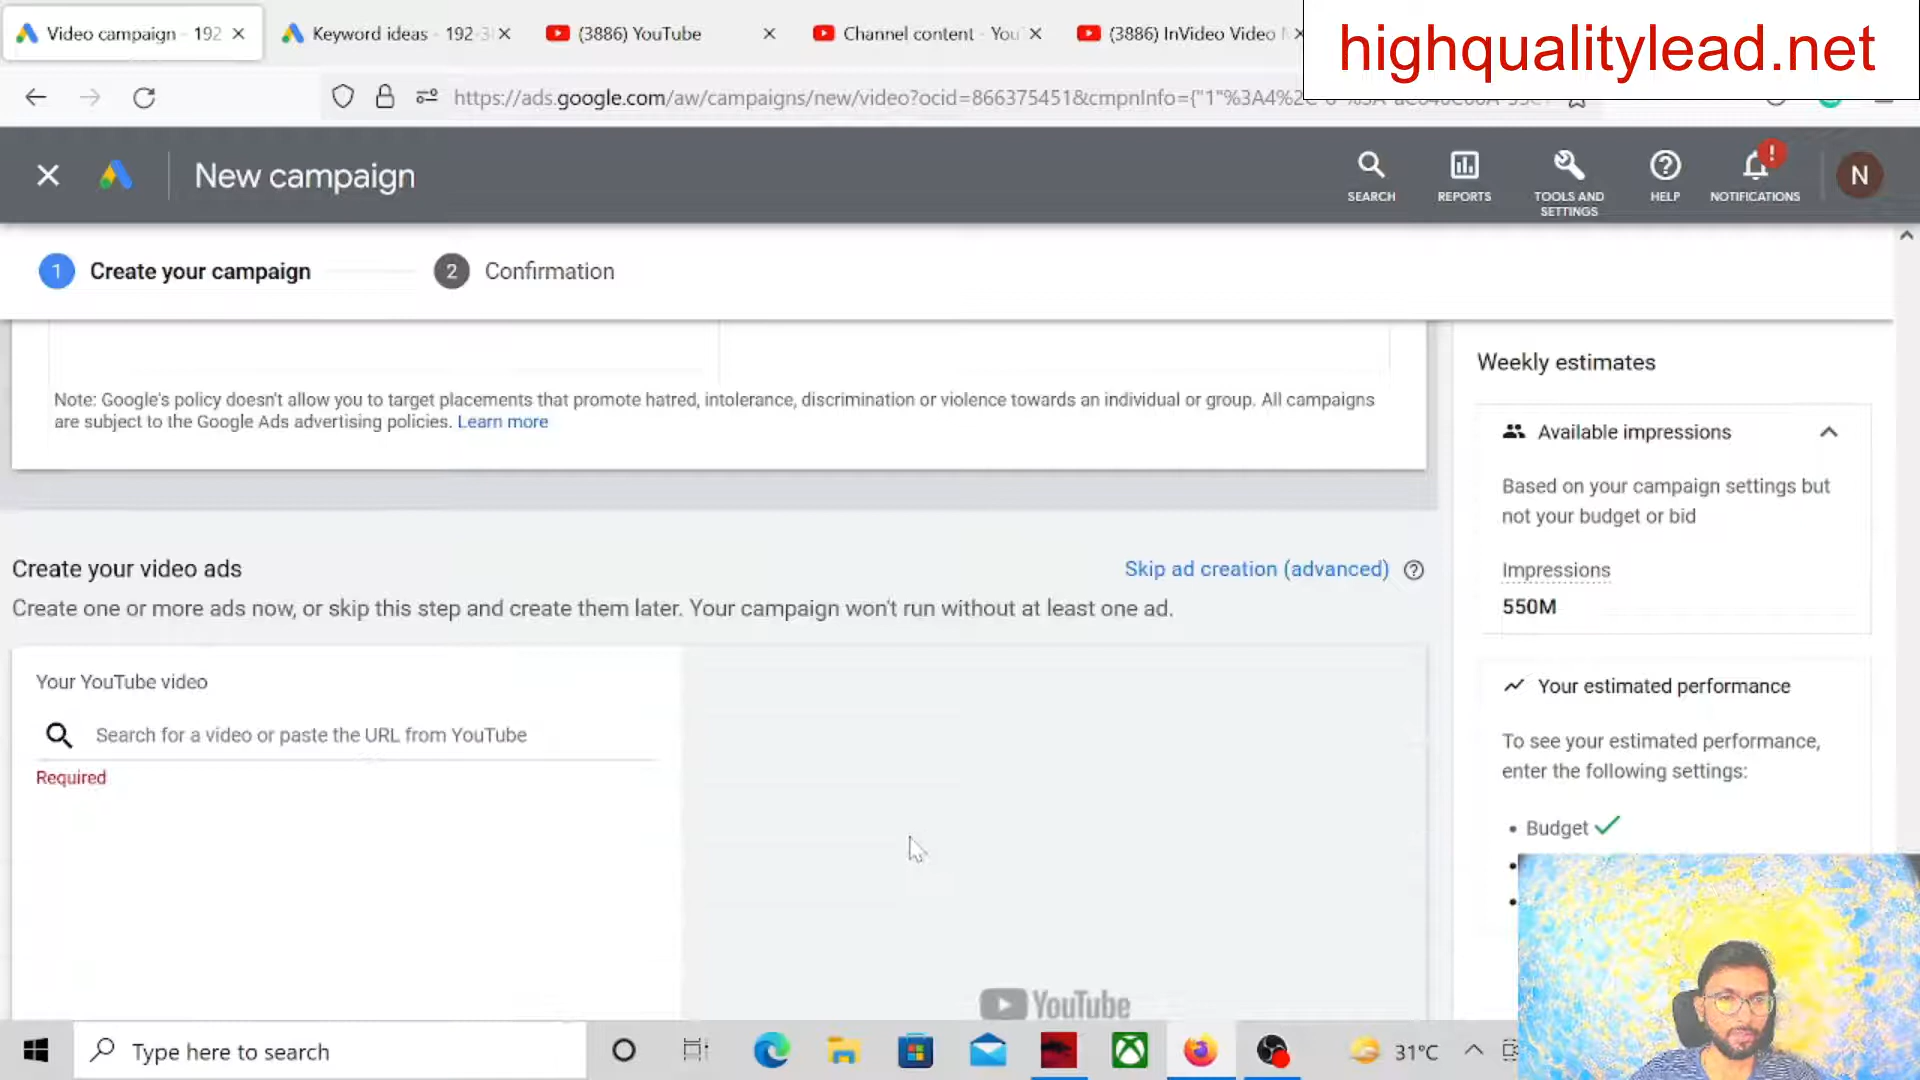 Video campaign - 192
Keyword ideas - 192-3
(3886) YouTube
Channel content - You
(3886) InVideo Video
highqualitylead.net
https://ads.google.com/aw/campaigns/new/video?ocid=866375451&cmpnInfo={"1"%3A4%2C
New campaign
SEARCH
REPORTS
TOOLS AND
SETTINGS
HELP
!
NOTIFICATIONS
N
1 Create your campaign
2 Confirmation
Note: Google's policy doesn't allow you to target placements that promote hatred, intolerance, discrimination or violence towards an individual or group. All campaigns
are subject to the Google Ads advertising policies. Learn more
Weekly estimates
Available impressions
Based on your campaign settings but
not your budget or bid
Impressions
550M
Create your video ads
Skip ad creation (advanced) ?
Create one or more ads now, or skip this step and create them later. Your campaign won't run without at least one ad.
Your YouTube video
Search for a video or paste the URL from YouTube
Required
Your estimated performance
To see your estimated performance,
enter the following settings:
• Budget
YouTube
Type here to search
31°C